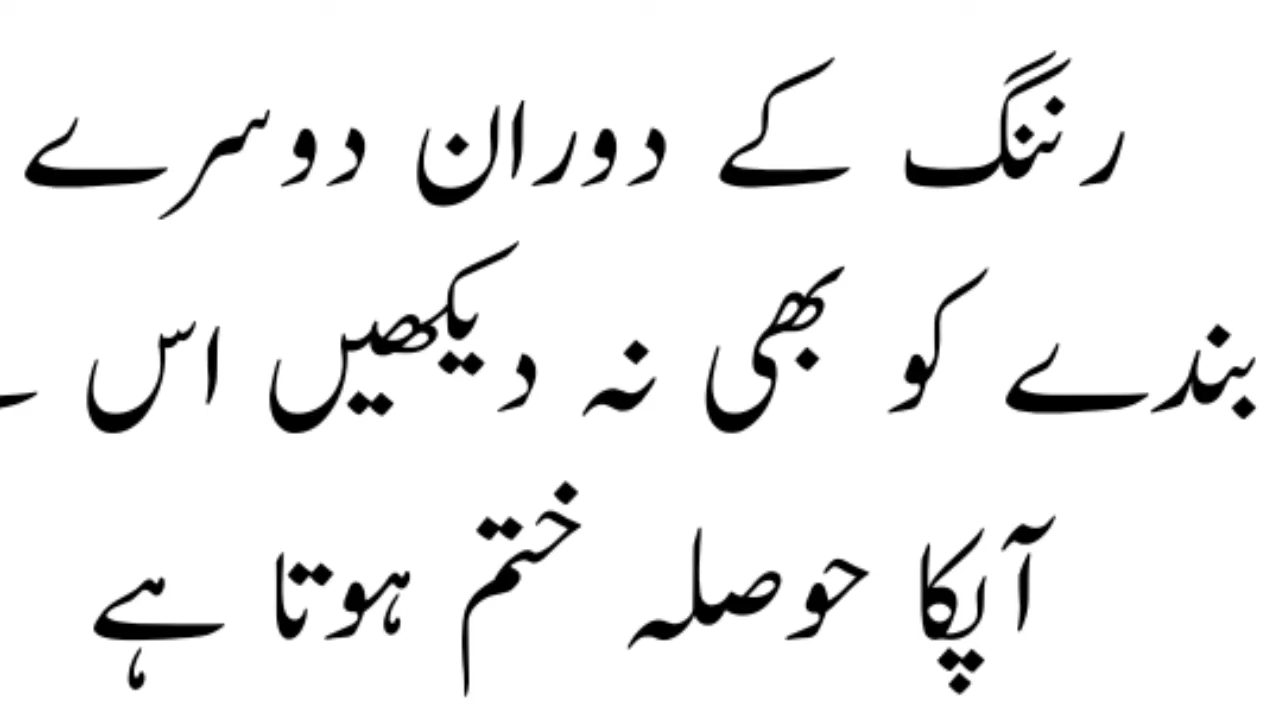 رننگ کے دوران دوسرے
بندے کو بھی نہ دیکھیں اس
آپکا حوصلہ ختم ہوتا ہے